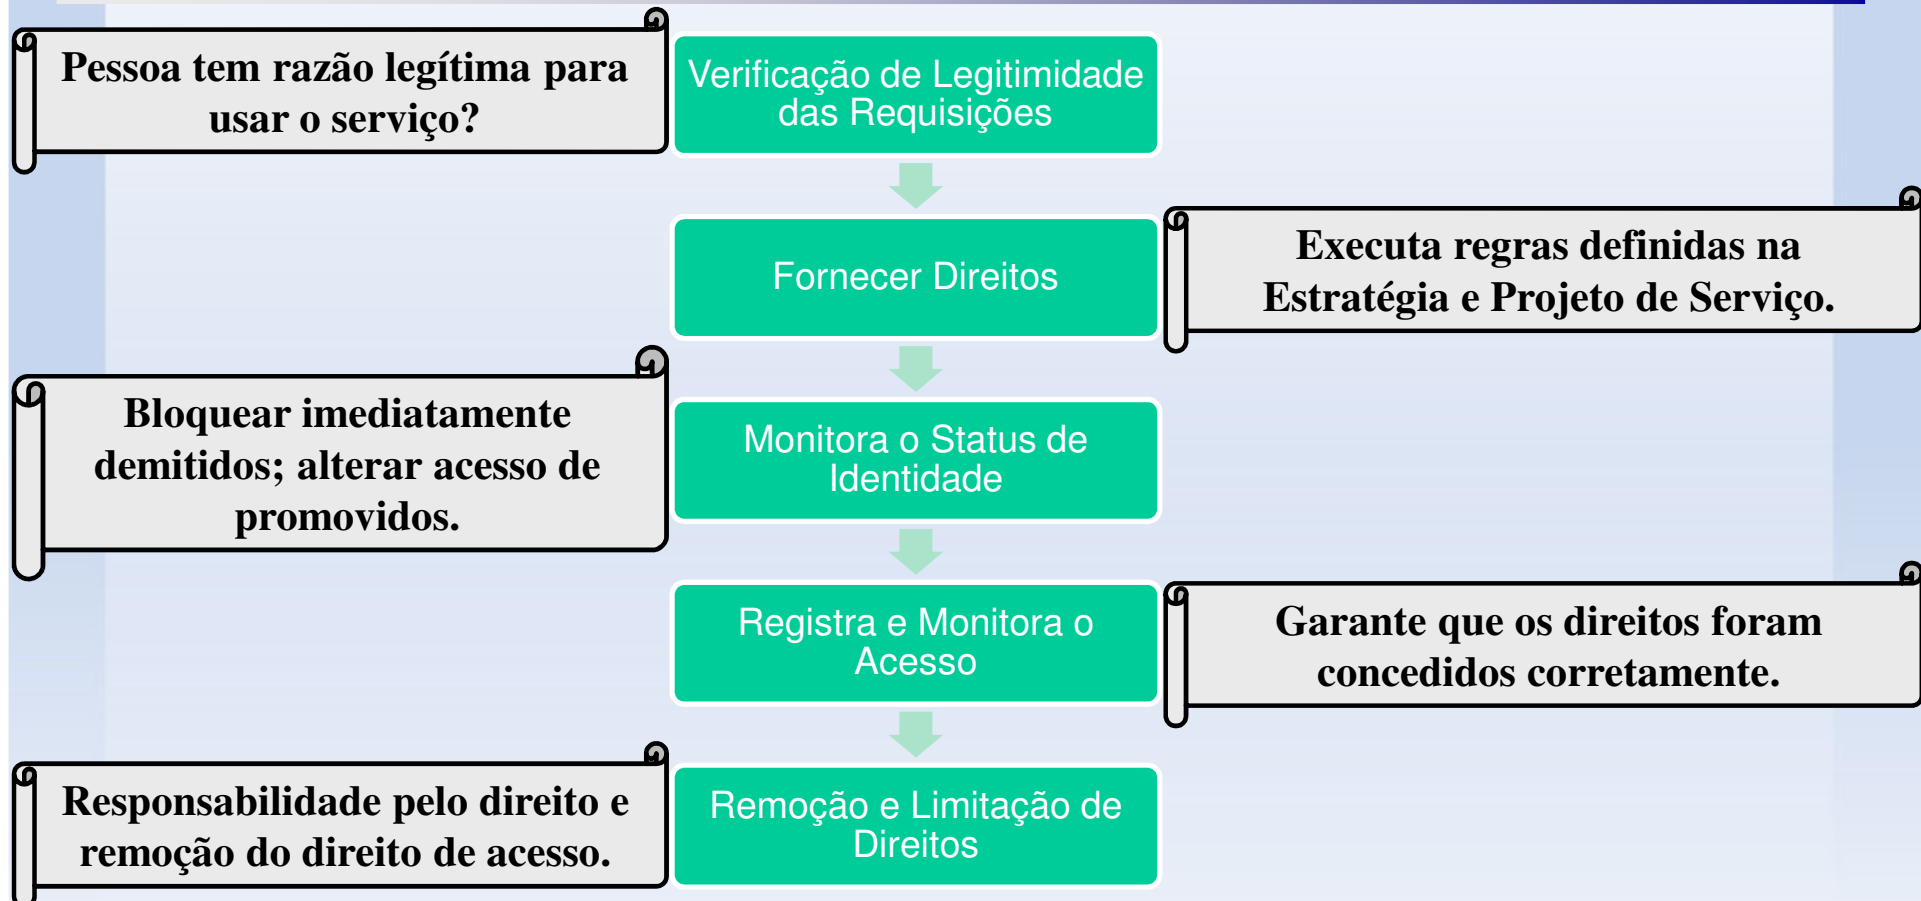 Pessoa tem razão legítima para
usar o serviço?
Verificação de Legitimidade
das Requisições
Fornecer Direitos
Executa regras definidas na
Estratégia e Projeto de Serviço.
Bloquear imediatamente
demitidos; alterar acesso de
promovidos.
Monitora o Status de
Identidade
Registra e Monitora o
Acesso
Garante que os direitos foram
concedidos corretamente.
Responsabilidade pelo direito e
remoção do direito de acesso.
Remoção e Limitação de
Direitos